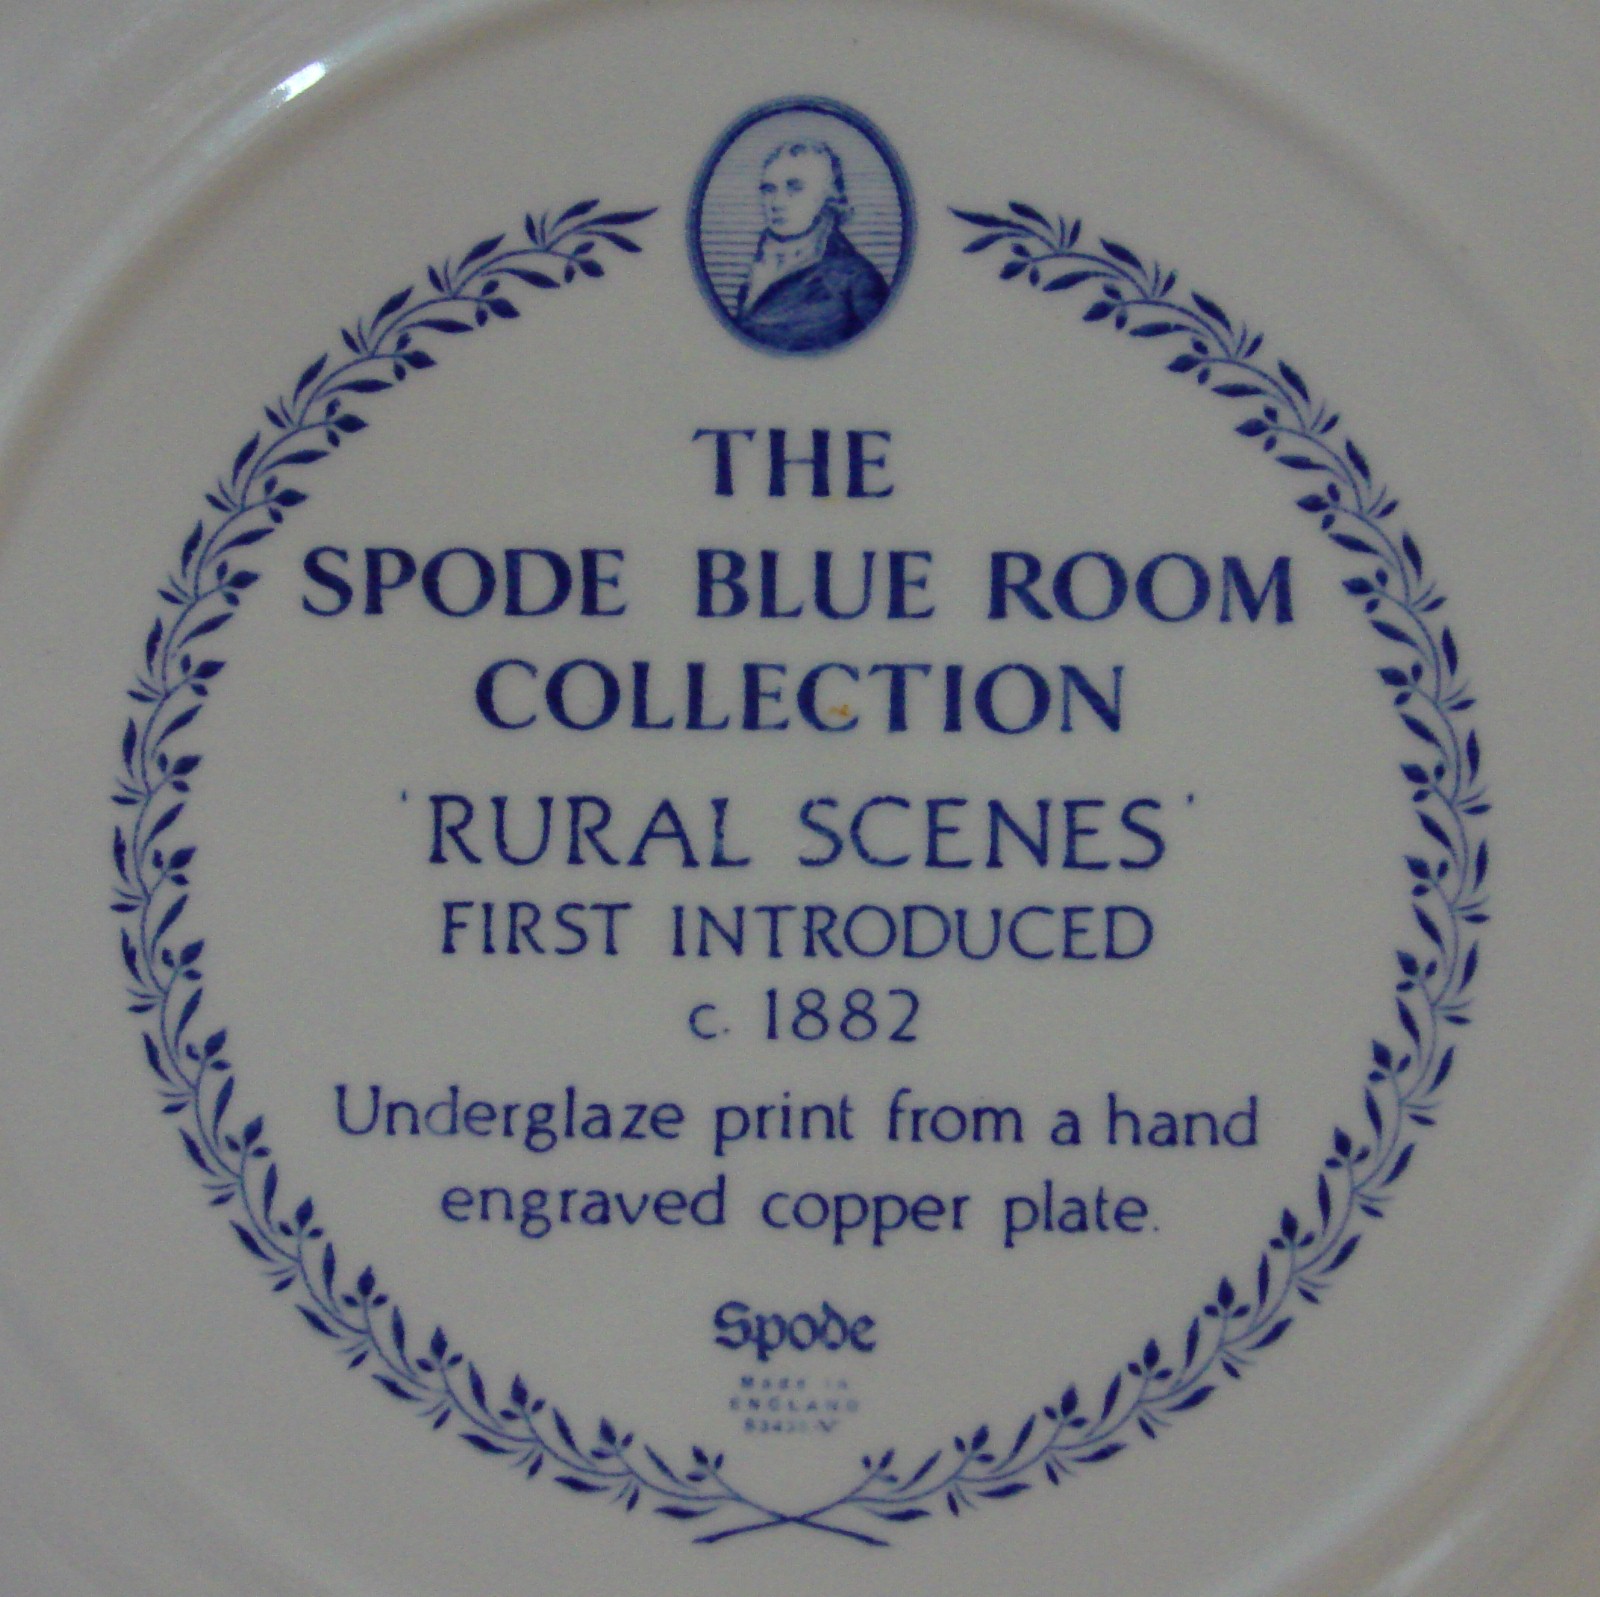 THE
SPODE BLUE ROOM
COLLECTION
'RURAL SCENES'
FIRST INTRODUCED
c. 1882
Underglaze print from a hand
engraved copper plate.
Spode
Made in
ENGLAND